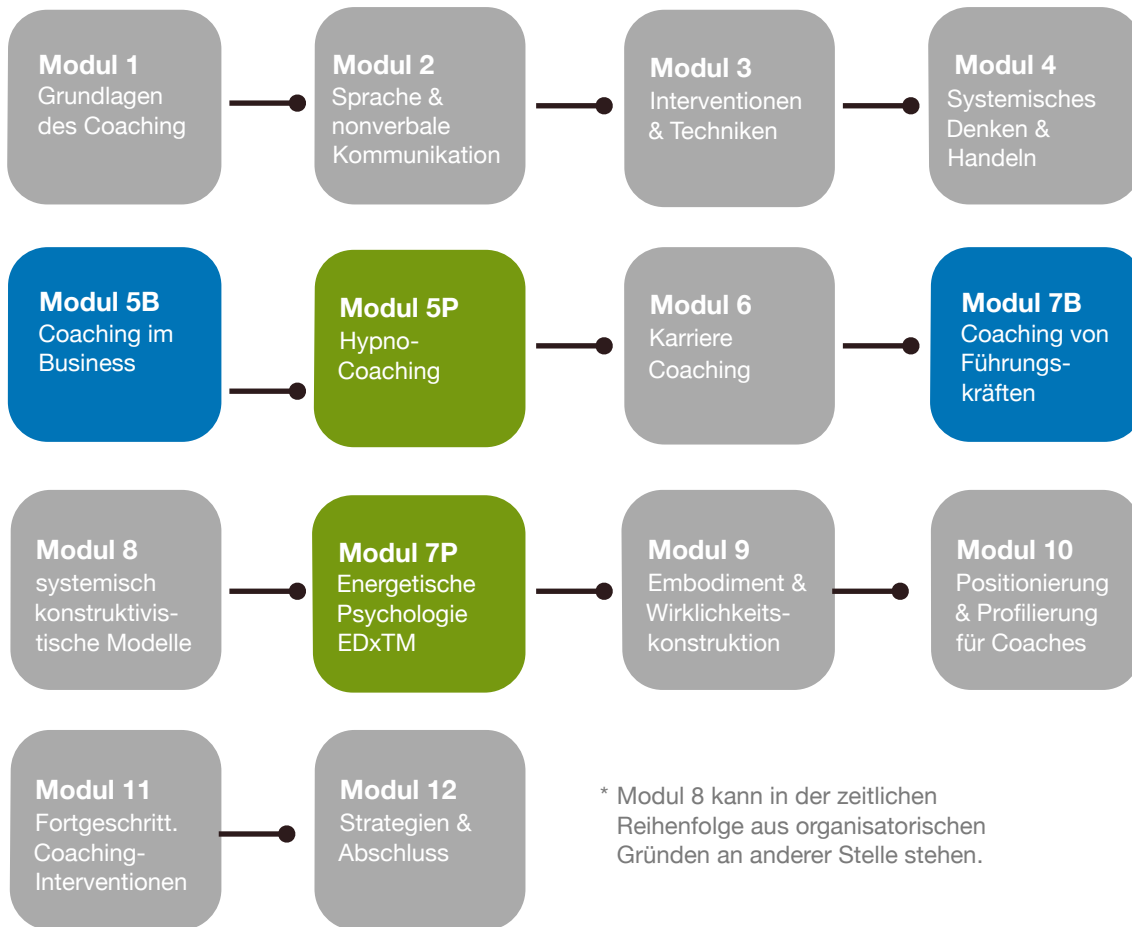 Modul 1
Grundlagen
des Coaching
Modul 2
Sprache &
nonverbale
Kommunikation
Modul 3
Interventionen
& Techniken
Modul 4
Systemisches
Denken &
Handeln
Modul 5B
Coaching im
Business
Modul 5P
Hypno-
Coaching
Modul 6
Karriere
Coaching
Modul 7B
Coaching von
Führungs-
kräften
Modul 8
systemisch
konstruktivis-
tische Modelle
Modul 7P
Energetische
Psychologie
EDxTM
Modul 9
Embodiment &
Wirklichkeits-
konstruktion
Modul 10
Positionierung
& Profilierung
für Coaches
Modul 11
Fortgeschritt.
Coaching-
Interventionen
Modul 12
Strategien &
Abschluss
* Modul 8 kann in der zeitlichen
Reihenfolge aus organisatorischen
Gründen an anderer Stelle stehen.